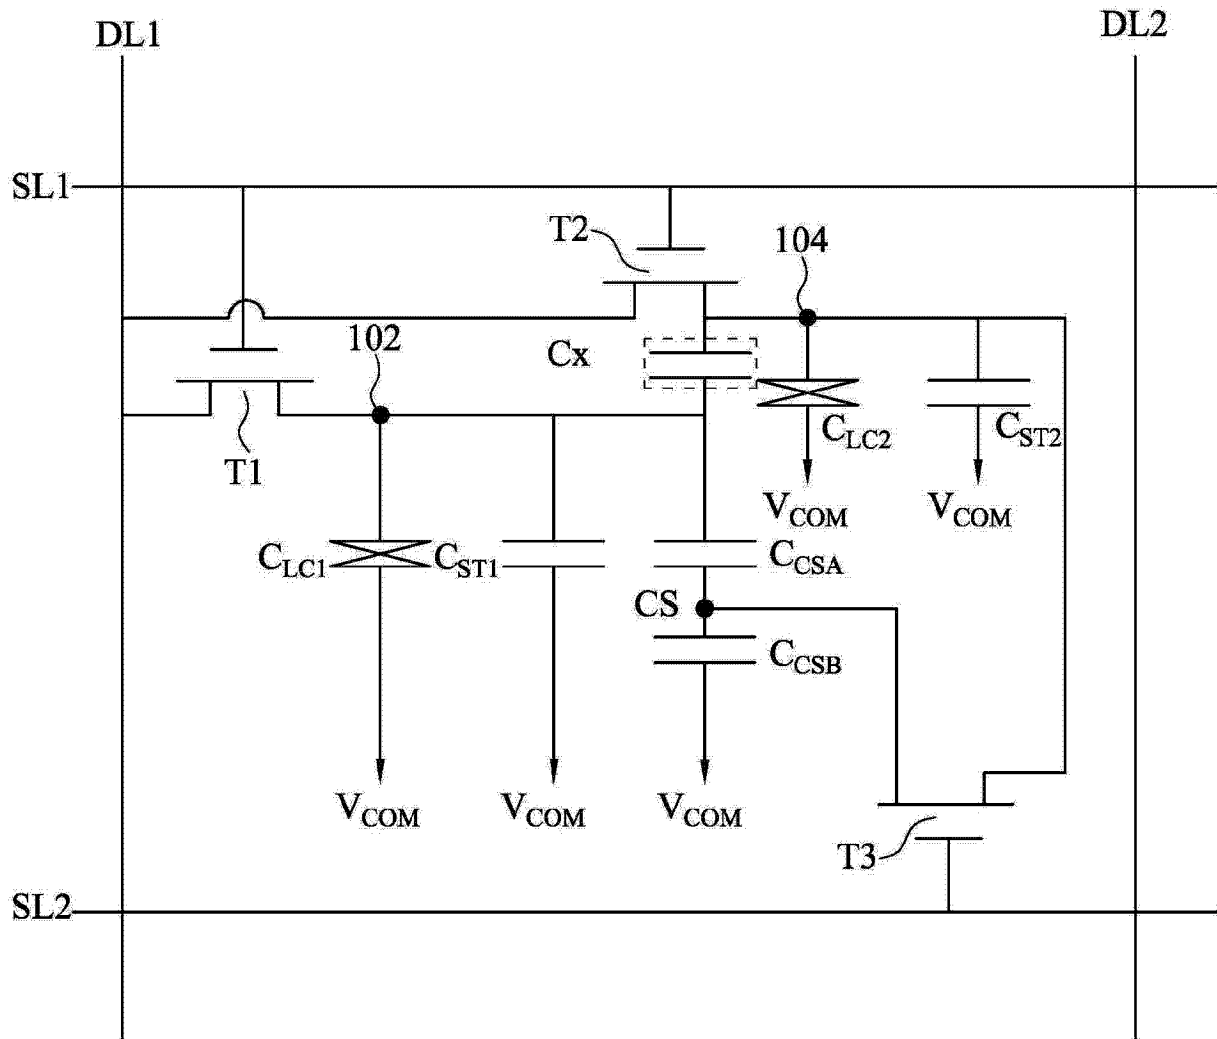 DL1
DL2
SL1
T2
104
102
Cx
T1
CLC2
CST2
VCOM
VCOM
CLC1
CST1
CCSA
CS
CCSB
VCOM
VCOM
VCOM
T3
SL2